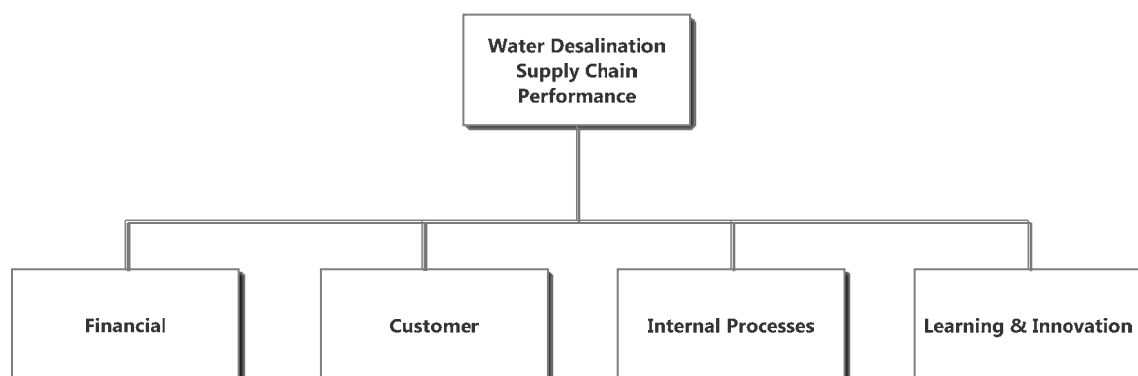 Water Desalination
Supply Chain
Performance
Financial
Customer
Internal Processes
Learning & Innovation